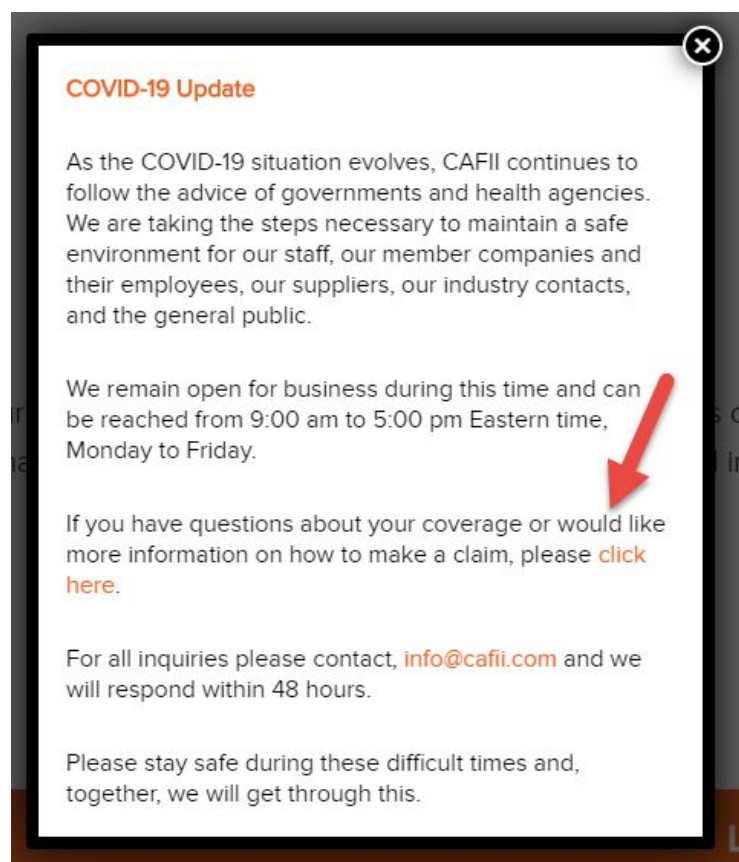 COVID-19 Update
As the COVID-19 situation evolves, CAFII continues to
follow the advice of governments and health agencies.
We are taking the steps necessary to maintain a safe
environment for our staff, our member companies and
their employees, our suppliers, our industry contacts,
and the general public.
We remain open for business during this time and can
be reached from 9:00 am to 5:00 pm Eastern time,
Monday to Friday.
If you have questions about your coverage or would like
more information on how to make a claim, please click
here.
For all inquiries please contact, info@cafii.com and we
will respond within 48 hours.
Please stay safe during these difficult times and,
together, we will get through this.